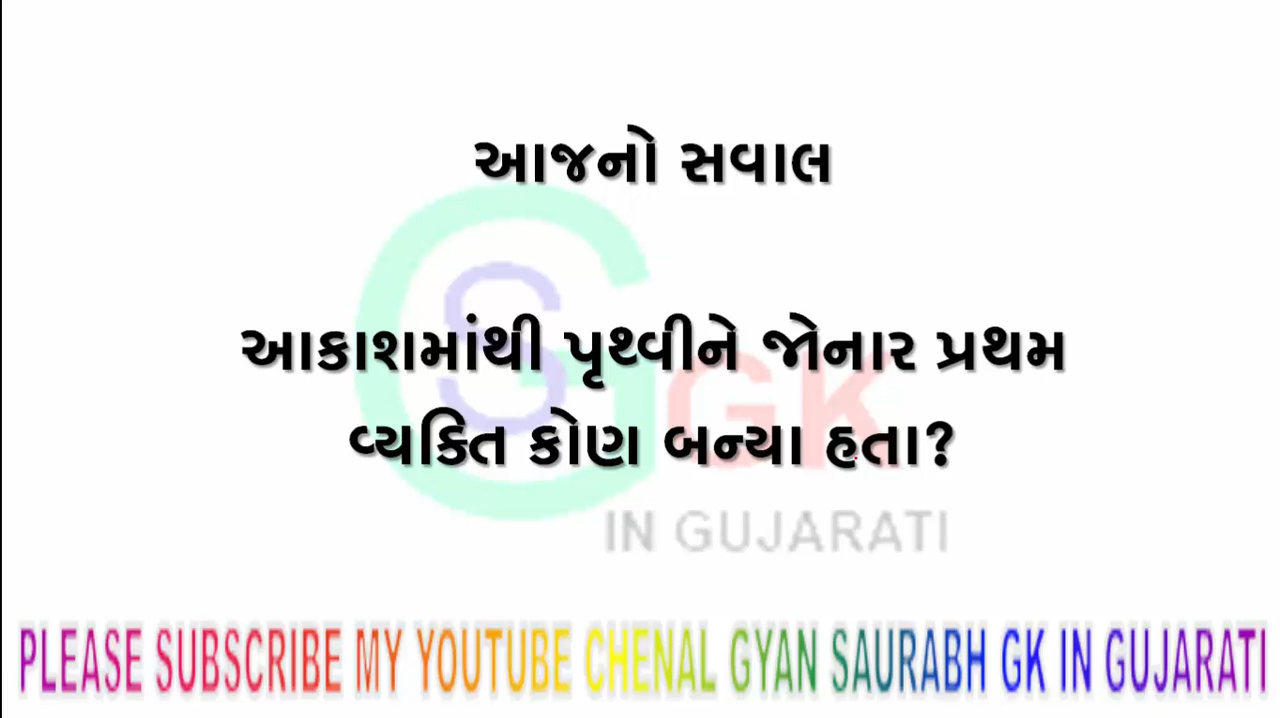 આજનો સવાલ
આકાશમાંથી પૃથ્વીને જોનાર પ્રથમ
વ્યક્તિ કોણ બન્યા હતા?
GSGK
IN GUJARATI
PLEASE SUBSCRIBE MY YOUTUBE CHENAL GYAN SAURABH GK IN GUJARATI